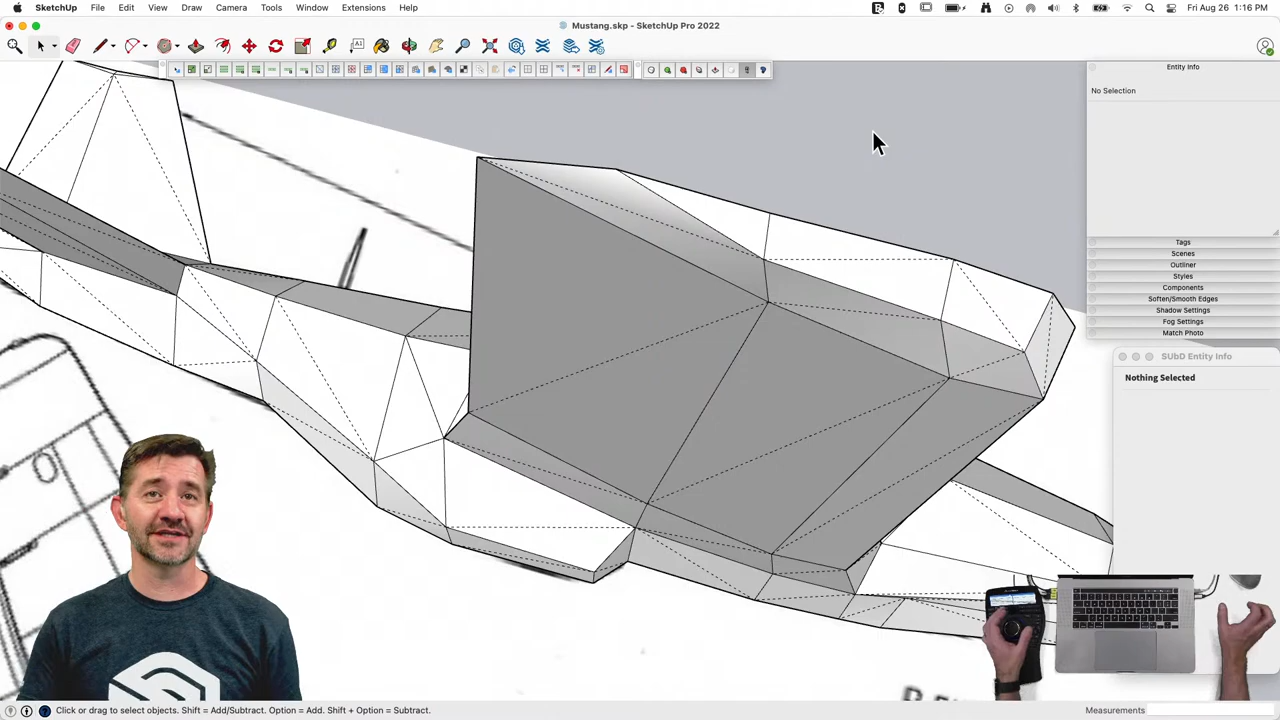 SketchUp File Edit View Draw Camera Tools Window Extensions Help
Fri Aug 26 1:16 PM
Mustang.skp - SketchUp Pro 2022
Entity Info
No Selection
Tags
Scenes
Outliner
Styles
Components
Soften/Smooth Edges
Shadow Settings
Fog Settings
Match Photo
SUbD Entity Info
Nothing Selected
Click or drag to select objects. Shift = Add/Subtract. Option = Add. Shift + Option = Subtract.
Measurements